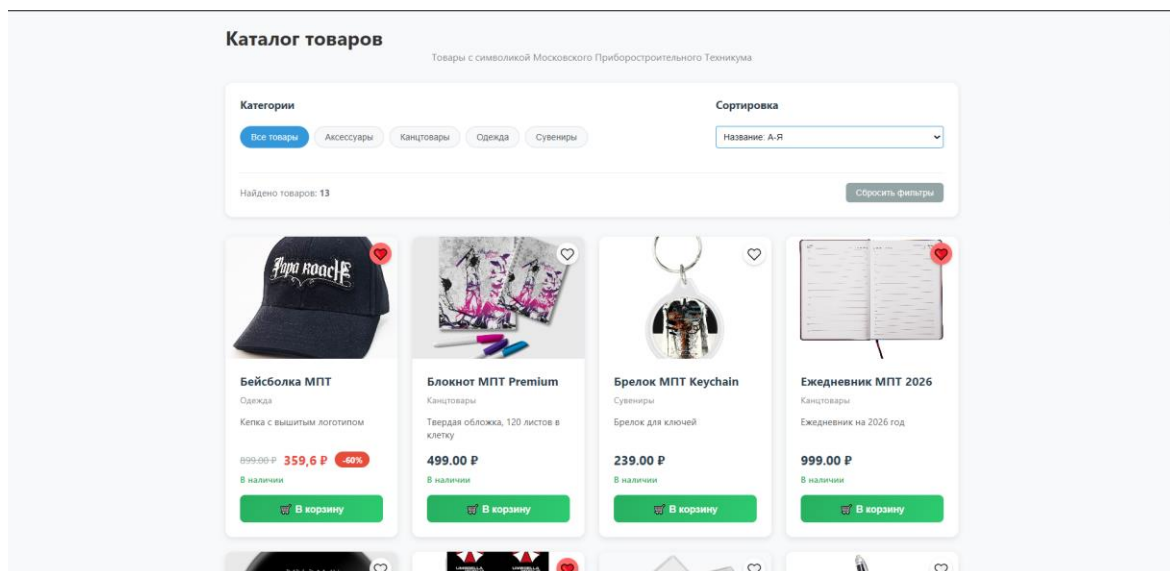 Каталог товаров
Товары с символикой Московского Приборостроительного Техникума
Категории
Сортировка
Все товары Аксессуары Канцтовары Одежда Сувениры
Название: А-Я
Найдено товаров: 13
Сбросить фильтры
Papa Roach
Бейсболка МПТ
Одежда
Кепка с вышитым логотипом
899.00 ₽ 359,6 ₽ -60%
В наличии
В корзину
Блокнот МПТ Premium
Канцтовары
Твердая обложка, 120 листов в
клетку
499.00 ₽
В наличии
В корзину
Брелок МПТ Keychain
Сувениры
Брелок для ключей
239.00 ₽
В наличии
В корзину
Ежедневник МПТ 2026
Канцтовары
Ежедневник на 2026 год
999.00 ₽
В наличии
В корзину